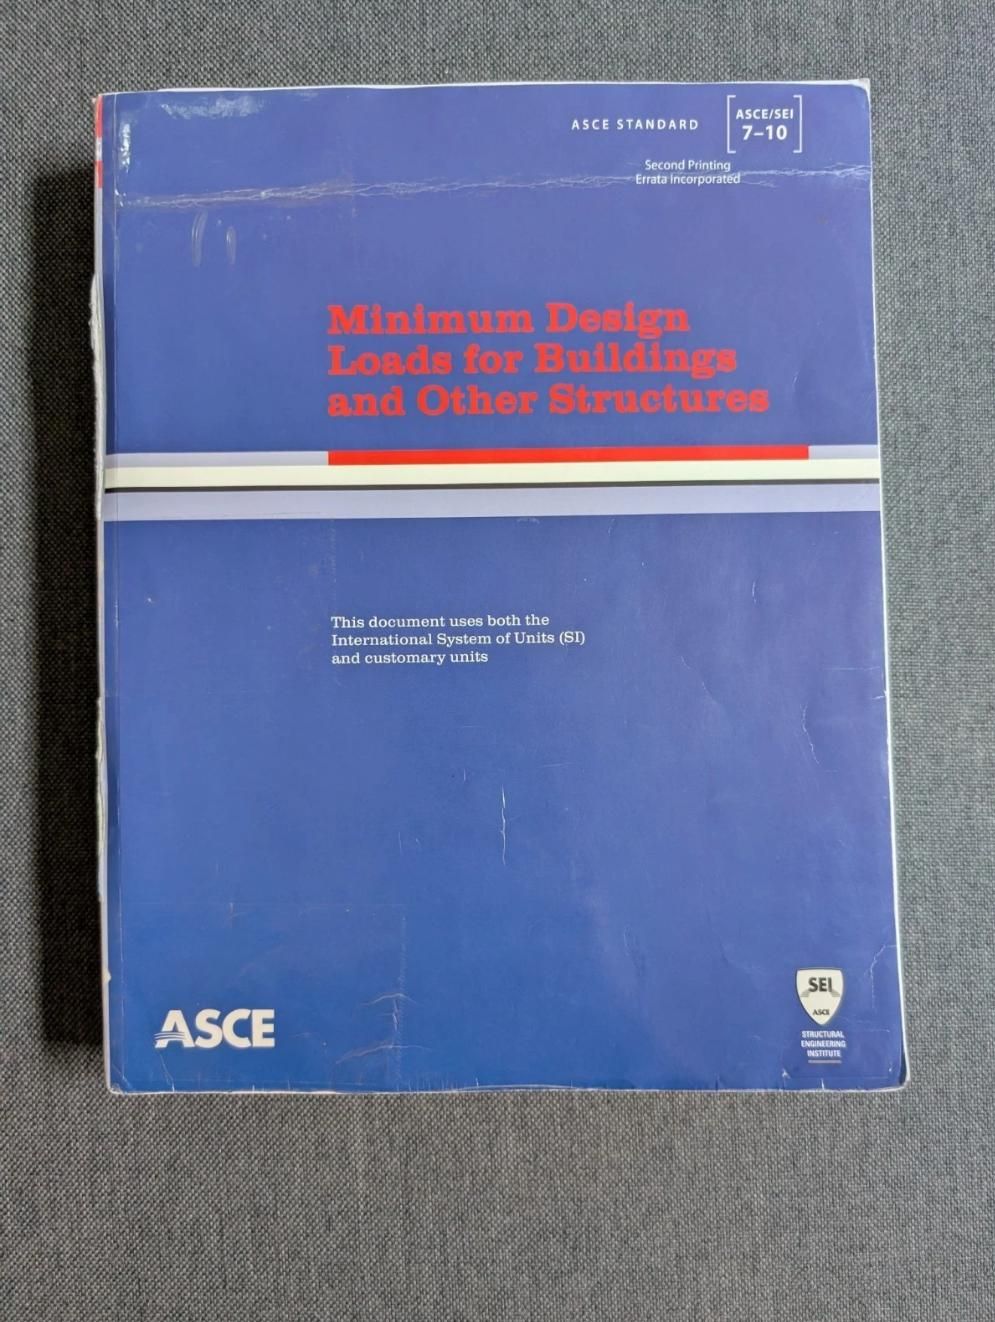 ASCE STANDARD
ASCE/SEI
7–10
Second Printing
Errata Incorporated
Minimum Design
Loads for Buildings
and Other Structures
This document uses both the
International System of Units (SI)
and customary units
ASCE
SEI
ASCE
STRUCTURAL
ENGINEERING
INSTITUTE